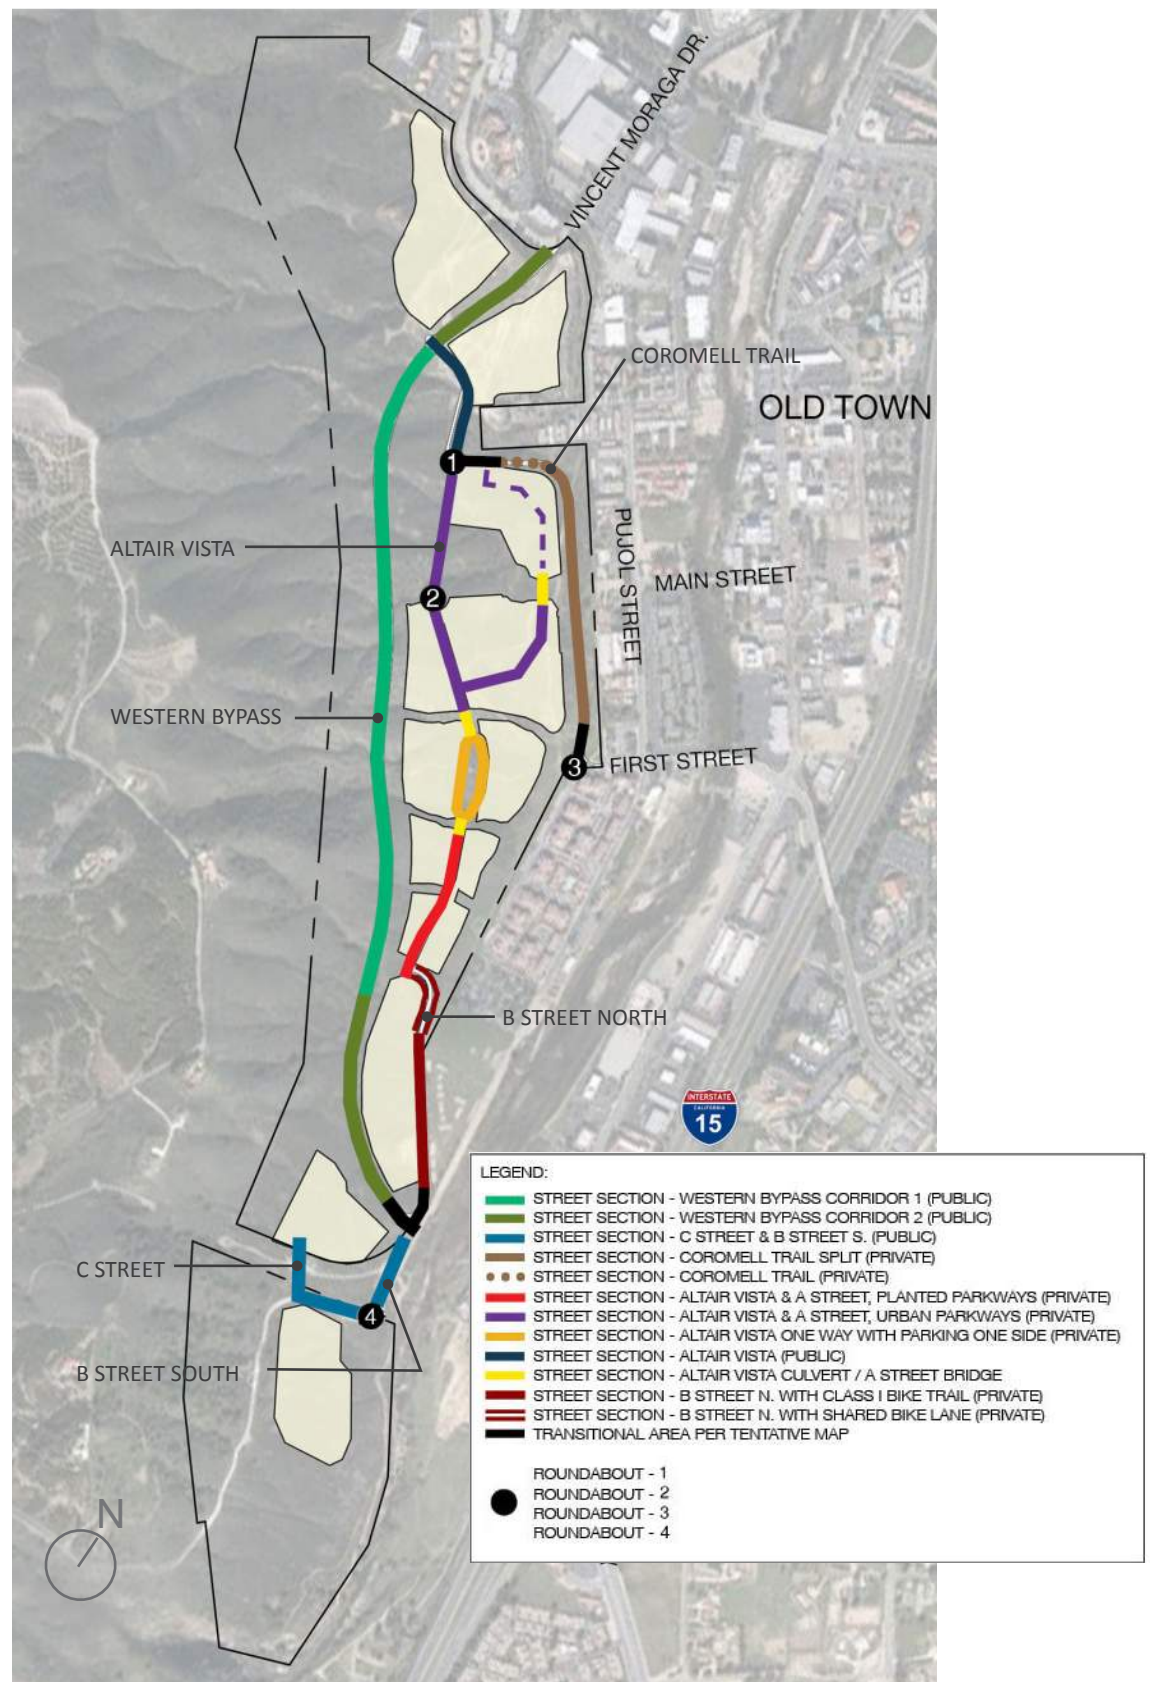 VINCENT MORAGA DR.
COROMELL TRAIL
OLD TOWN
1
ALTAIR VISTA
PUJOL STREET
MAIN STREET
2
WESTERN BYPASS
3
FIRST STREET
B STREET NORTH
INTERSTATE
CALIFORNIA
15
C STREET
4
B STREET SOUTH
N
LEGEND:
STREET SECTION - WESTERN BYPASS CORRIDOR 1 (PUBLIC)
STREET SECTION - WESTERN BYPASS CORRIDOR 2 (PUBLIC)
STREET SECTION - C STREET & B STREET S. (PUBLIC)
STREET SECTION - COROMELL TRAIL SPLIT (PRIVATE)
STREET SECTION - COROMELL TRAIL (PRIVATE)
STREET SECTION - ALTAIR VISTA & A STREET, PLANTED PARKWAYS (PRIVATE)
STREET SECTION - ALTAIR VISTA & A STREET, URBAN PARKWAYS (PRIVATE)
STREET SECTION - ALTAIR VISTA ONE WAY WITH PARKING ONE SIDE (PRIVATE)
STREET SECTION - ALTAIR VISTA (PUBLIC)
STREET SECTION - ALTAIR VISTA CULVERT / A STREET BRIDGE
STREET SECTION - B STREET N. WITH CLASS I BIKE TRAIL (PRIVATE)
STREET SECTION - B STREET N. WITH SHARED BIKE LANE (PRIVATE)
TRANSITIONAL AREA PER TENTATIVE MAP
ROUNDABOUT - 1
ROUNDABOUT - 2
ROUNDABOUT - 3
ROUNDABOUT - 4